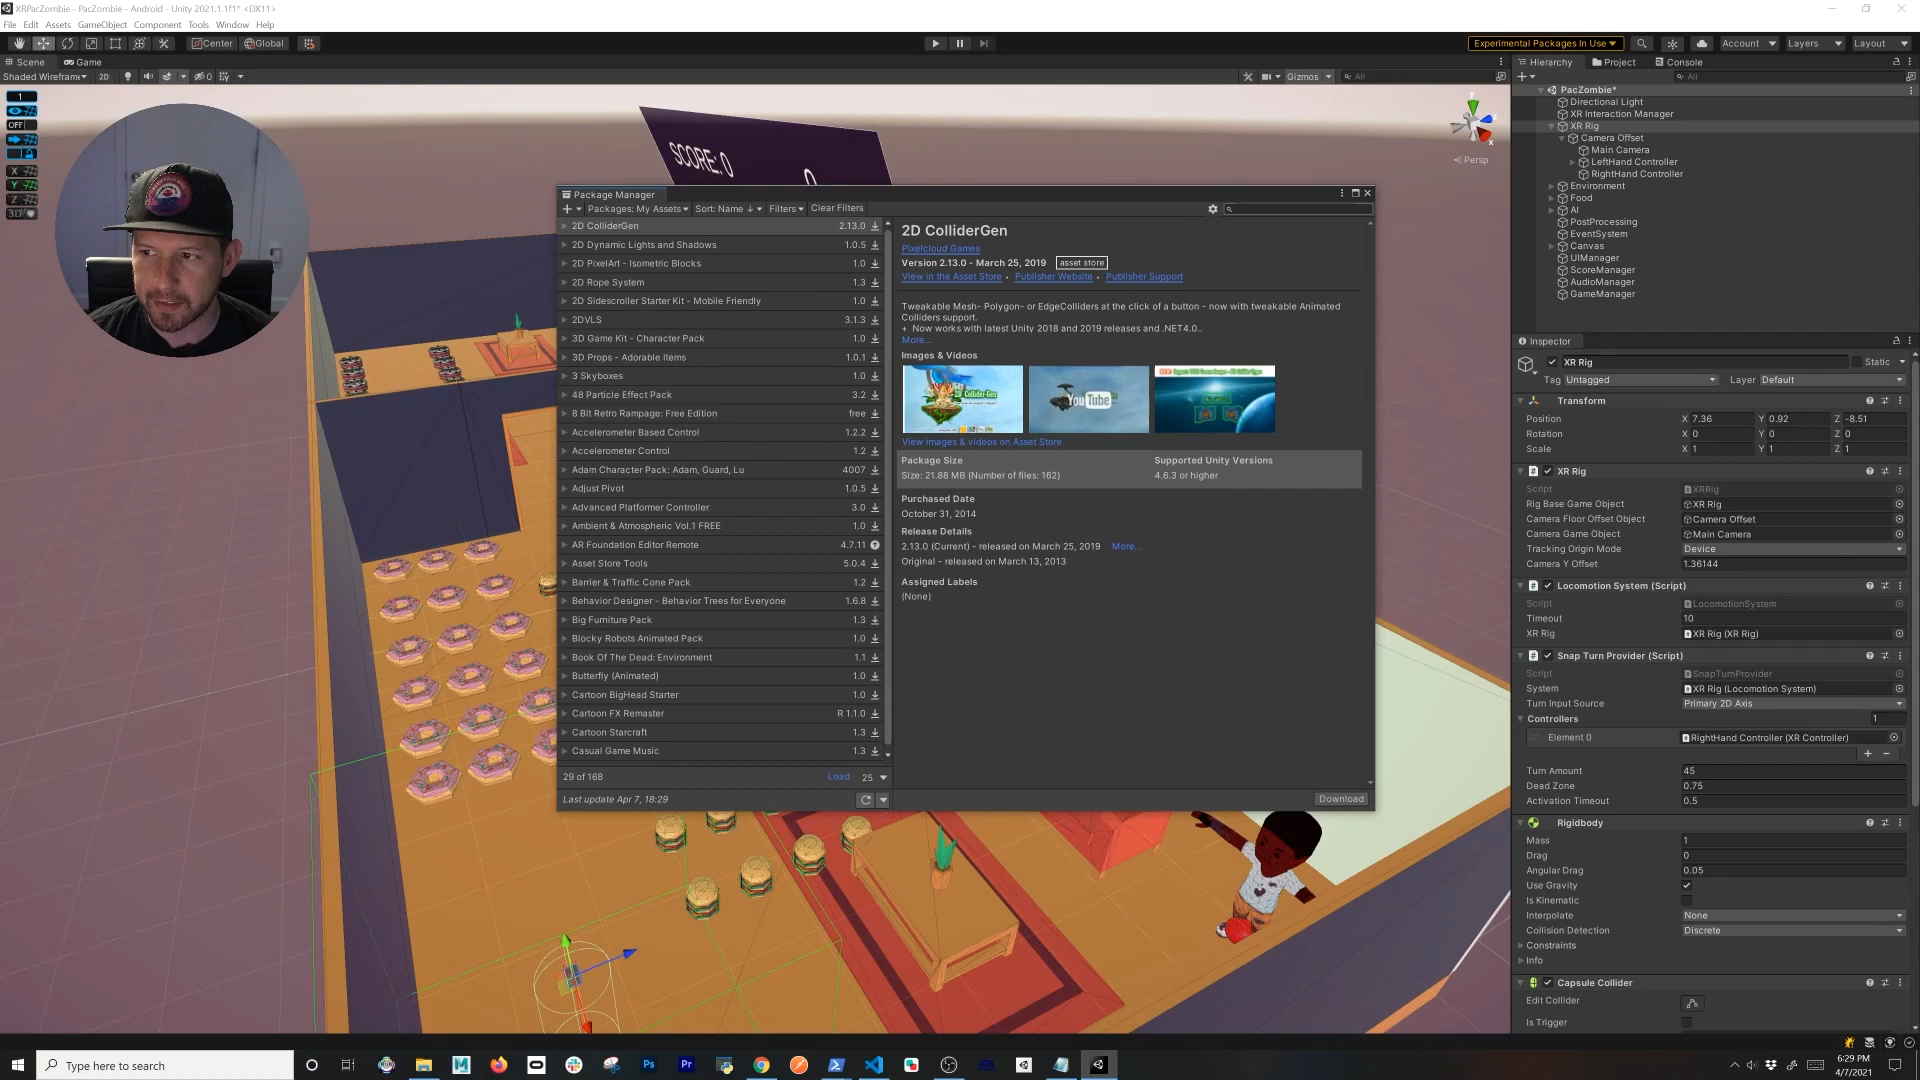 XRPacZombie - PacZombie - Android - Unity 2021.1.1f1* <DX11>
File Edit Assets GameObject Component Tools Window Help
Center Global
Experimental Packages In Use
Account Layers Layout
Scene Game
Shaded Wireframe 2D 0 Gizmos All
1
OFF
X
Y
Z
3D
SCORE: 0
0
y
x
< Persp
Package Manager
+ Packages: My Assets Sort: Name ↓ Filters Clear Filters
2D ColliderGen 2.13.0
2D Dynamic Lights and Shadows 1.0.5
2D PixelArt - Isometric Blocks 1.0
2D Rope System 1.3
2D Sidescroller Starter Kit - Mobile Friendly 1.0
2DVLS 3.1.3
3D Game Kit - Character Pack 1.0
3D Props - Adorable Items 1.0.1
3 Skyboxes 1.0
48 Particle Effect Pack 3.2
8 Bit Retro Rampage: Free Edition free
Accelerometer Based Control 1.2.2
Accelerometer Control 1.2
Adam Character Pack: Adam, Guard, Lu 4007
Adjust Pivot 1.0.5
Advanced Platformer Controller 3.0
Ambient & Atmospheric Vol.1 FREE 1.0
AR Foundation Editor Remote 4.7.11
Asset Store Tools 5.0.4
Barrier & Traffic Cone Pack 1.2
Behavior Designer - Behavior Trees for Everyone 1.6.8
Big Furniture Pack 1.3
Blocky Robots Animated Pack 1.0
Book Of The Dead: Environment 1.1
Butterfly (Animated) 1.0
Cartoon BigHead Starter 1.0
Cartoon FX Remaster R 1.1.0
Cartoon Starcraft 1.3
Casual Game Music 1.3
29 of 168 Load 25
Last update Apr 7, 18:29
2D ColliderGen
Pixelcloud Games
Version 2.13.0 - March 25, 2019 asset store
View in the Asset Store • Publisher Website • Publisher Support
Tweakable Mesh- Polygon- or EdgeColliders at the click of a button - now with tweakable Animated
Colliders support.
+ Now works with latest Unity 2018 and 2019 releases and .NET4.0..
More...
Images & Videos
2D Collider-Gen
YouTube
View images & videos on Asset Store
Package Size Supported Unity Versions
Size: 21.88 MB (Number of files: 162) 4.6.3 or higher
Purchased Date
October 31, 2014
Release Details
2.13.0 (Current) - released on March 25, 2019 More...
Original - released on March 13, 2013
Assigned Labels
(None)
Download
Hierarchy Project Console
+ All
PacZombie*
Directional Light
XR Interaction Manager
XR Rig
Camera Offset
Main Camera
LeftHand Controller
RightHand Controller
Environment
Food
AI
PostProcessing
EventSystem
Canvas
UIManager
ScoreManager
AudioManager
GameManager
Inspector
XR Rig Static
Tag Untagged Layer Default
Transform
Position X 7.36 Y 0.92 Z -8.51
Rotation X 0 Y 0 Z 0
Scale X 1 Y 1 Z 1
XR Rig
Script XRRig
Rig Base Game Object XR Rig
Camera Floor Offset Object Camera Offset
Camera Game Object Main Camera
Tracking Origin Mode Device
Camera Y Offset 1.36144
Locomotion System (Script)
Script LocomotionSystem
Timeout 10
XR Rig XR Rig (XR Rig)
Snap Turn Provider (Script)
Script SnapTurnProvider
System XR Rig (Locomotion System)
Turn Input Source Primary 2D Axis
Controllers 1
Element 0 RightHand Controller (XR Controller)
+ −
Turn Amount 45
Dead Zone 0.75
Activation Timeout 0.5
Rigidbody
Mass 1
Drag 0
Angular Drag 0.05
Use Gravity
Is Kinematic
Interpolate None
Collision Detection Discrete
Constraints
Info
Capsule Collider
Edit Collider
Is Trigger
Type here to search
Ps
Pr
6:29 PM
4/7/2021